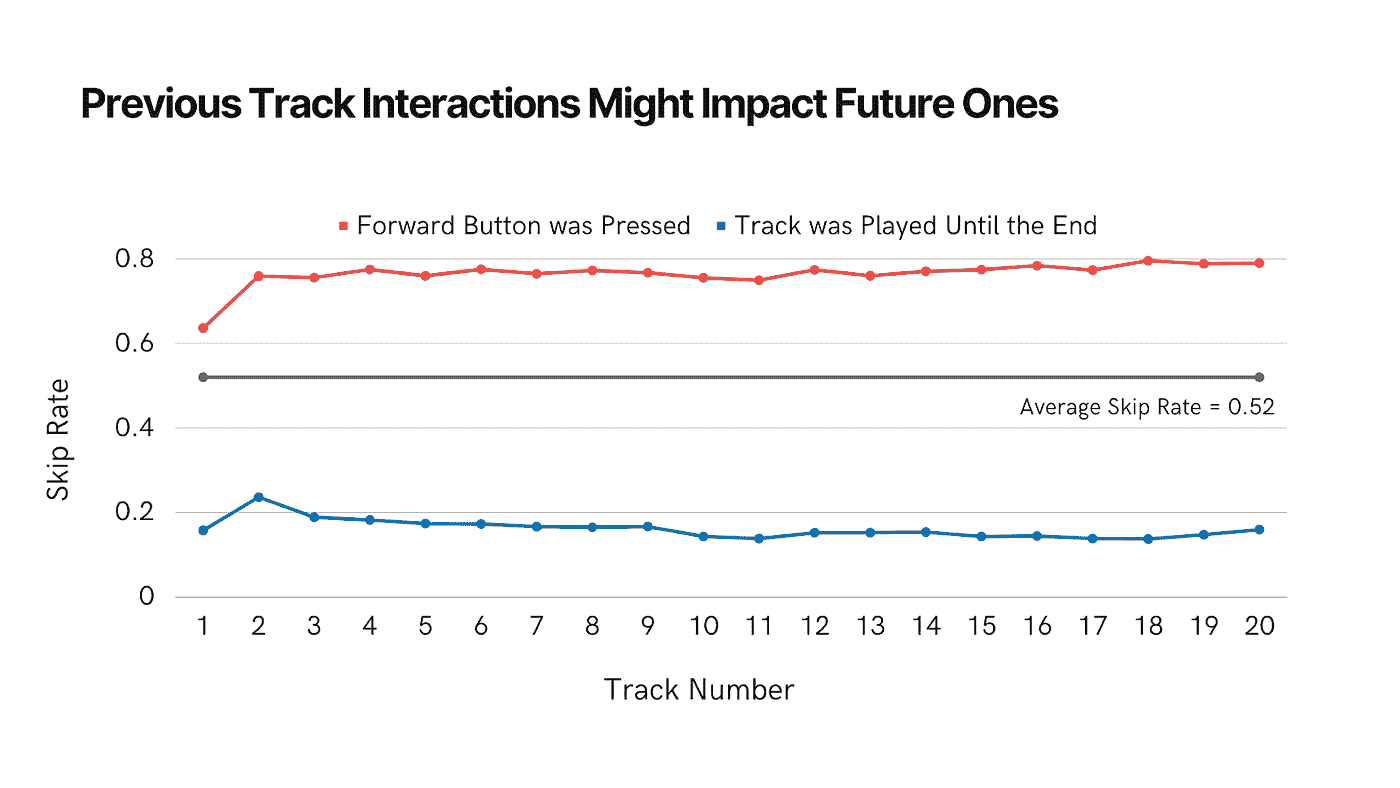 Previous Track Interactions Might Impact Future Ones
Forward Button was Pressed Track was Played Until the End
0.8
0.6
Average Skip Rate = 0.52
0.4
0.2
0
Skip Rate
1 2 3 4 5 6 7 8 9 10 11 12 13 14 15 16 17 18 19 20
Track Number